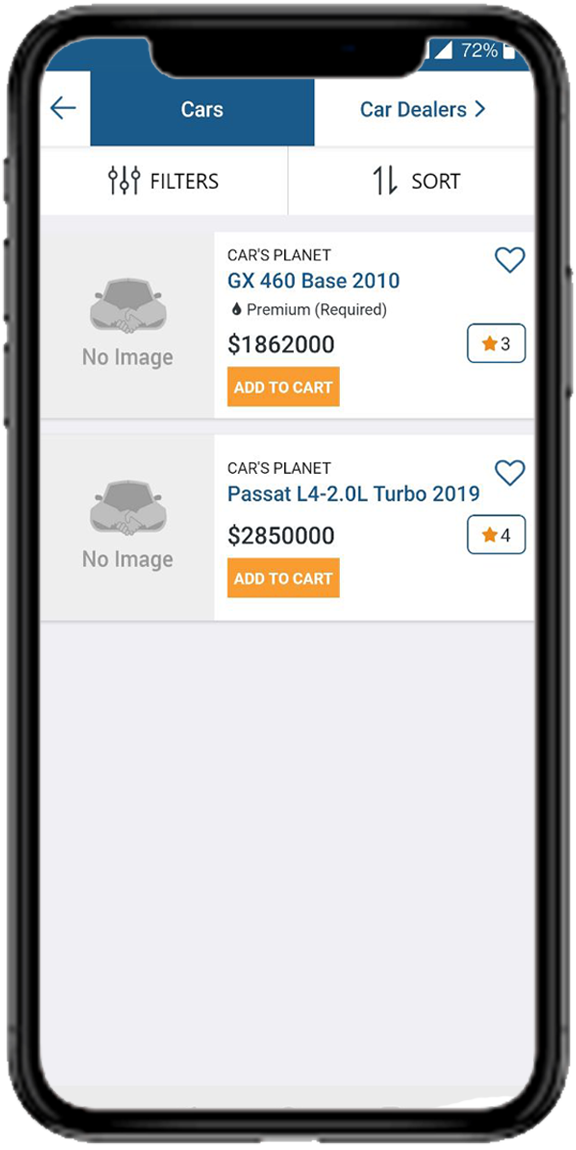 72%
Cars
Car Dealers
FILTERS
SORT
CAR'S PLANET
GX 460 Base 2010
Premium (Required)
$1862000
3
ADD TO CART
No Image
CAR'S PLANET
Passat L4-2.0L Turbo 2019
$2850000
4
ADD TO CART
No Image